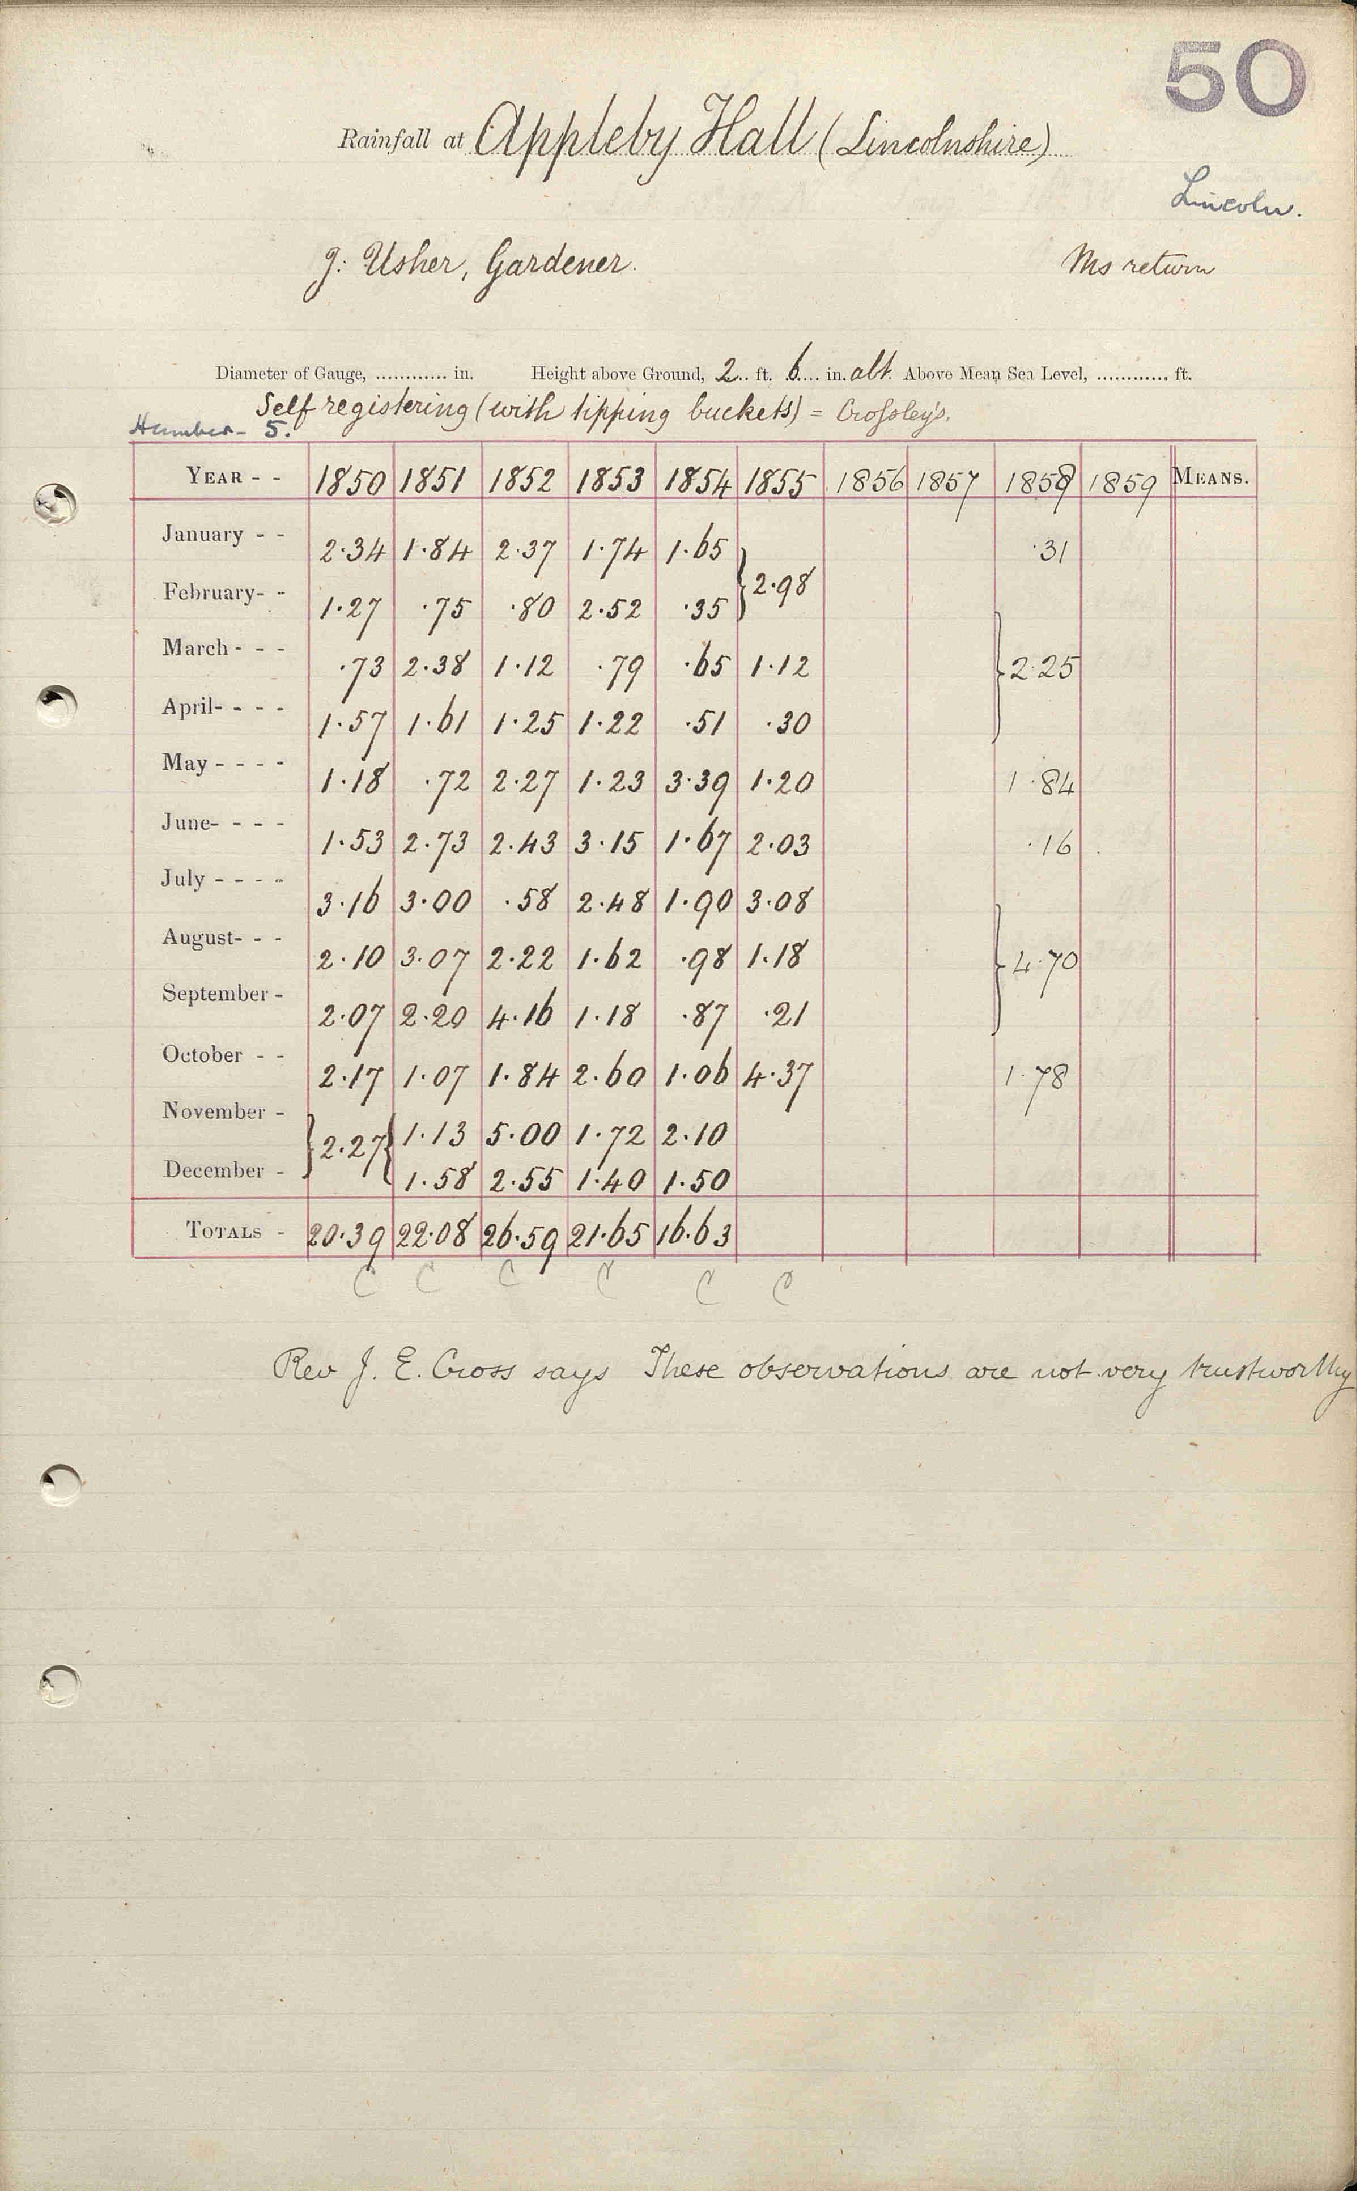 50
Rainfall at Appleby Hall (Lincolnshire)
Lincoln.
J: Usher, Gardener.
Ms return
Diameter of Gauge, ............ in. Height above Ground, 2 ft. 6 in. alt. Above Mean Sea Level, ............ ft.
Self registering (with tipping buckets) = Crossley's.
Humber - 5.
YEAR - - 1850 1851 1852 1853 1854 1855 1856 1857 1858 1859 MEANS.
January - - 2.34 1.84 2.37 1.74 1.65 .31
February- - 1.27 .75 .80 2.52 .35 } 2.98
March - - - .73 2.38 1.12 .79 .65 1.12 } 2.25
April- - - - 1.57 1.61 1.25 1.22 .51 .30
May - - - - 1.18 .72 2.27 1.23 3.39 1.20 1.84
June- - - - 1.53 2.73 2.43 3.15 1.67 2.03 .16
July - - - - 3.16 3.00 .58 2.48 1.90 3.08
August- - - 2.10 3.07 2.22 1.62 .98 1.18 } 4.70
September - 2.07 2.20 4.16 1.18 .87 .21
October - - 2.17 1.07 1.84 2.60 1.06 4.37 1.78
November - } 2.27 { 1.13 5.00 1.72 2.10
December - 1.58 2.55 1.40 1.50
TOTALS - 20.39 22.08 26.59 21.65 16.63
C C C C C C
Rev J. E. Cross says These observations are not very trustworthy